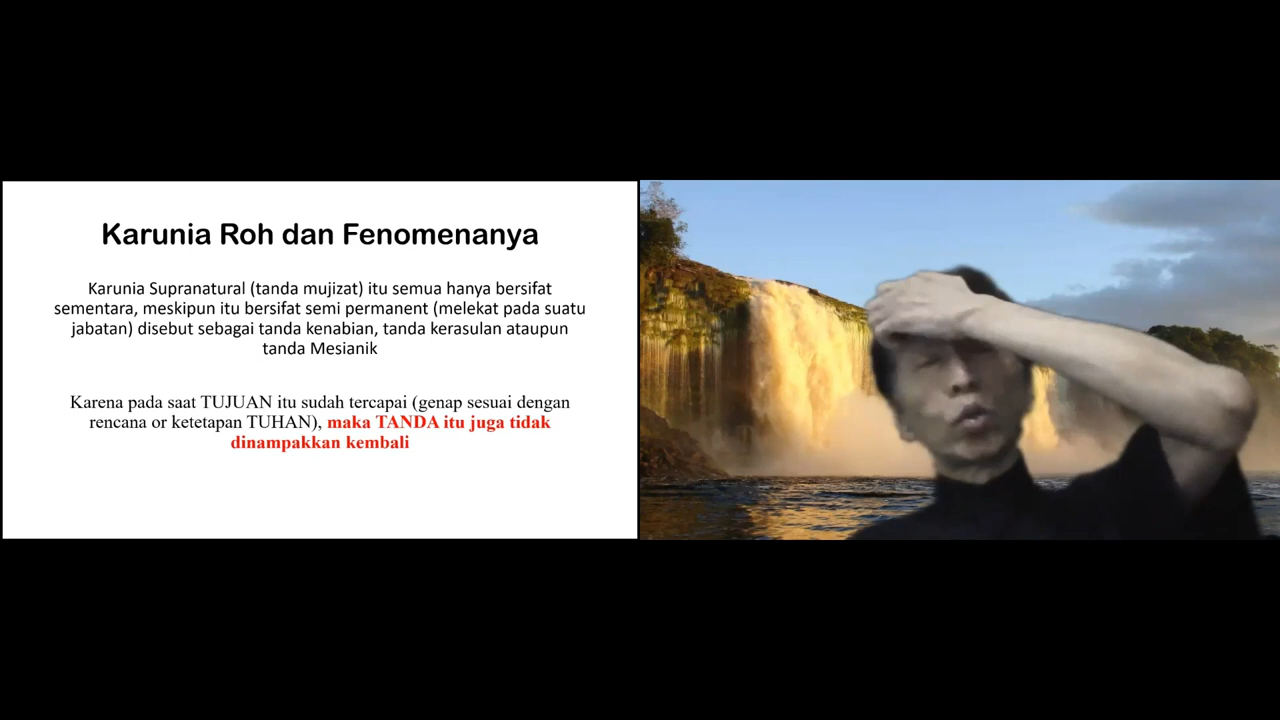 Karunia Roh dan Fenomenanya
Karunia Supranatural (tanda mujizat) itu semua hanya bersifat
sementara, meskipun itu bersifat semi permanent (melekat pada suatu
jabatan) disebut sebagai tanda kenabian, tanda kerasulan ataupun
tanda Mesianik
Karena pada saat TUJUAN itu sudah tercapai (genap sesuai dengan
rencana or ketetapan TUHAN), maka TANDA itu juga tidak
dinampakkan kembali